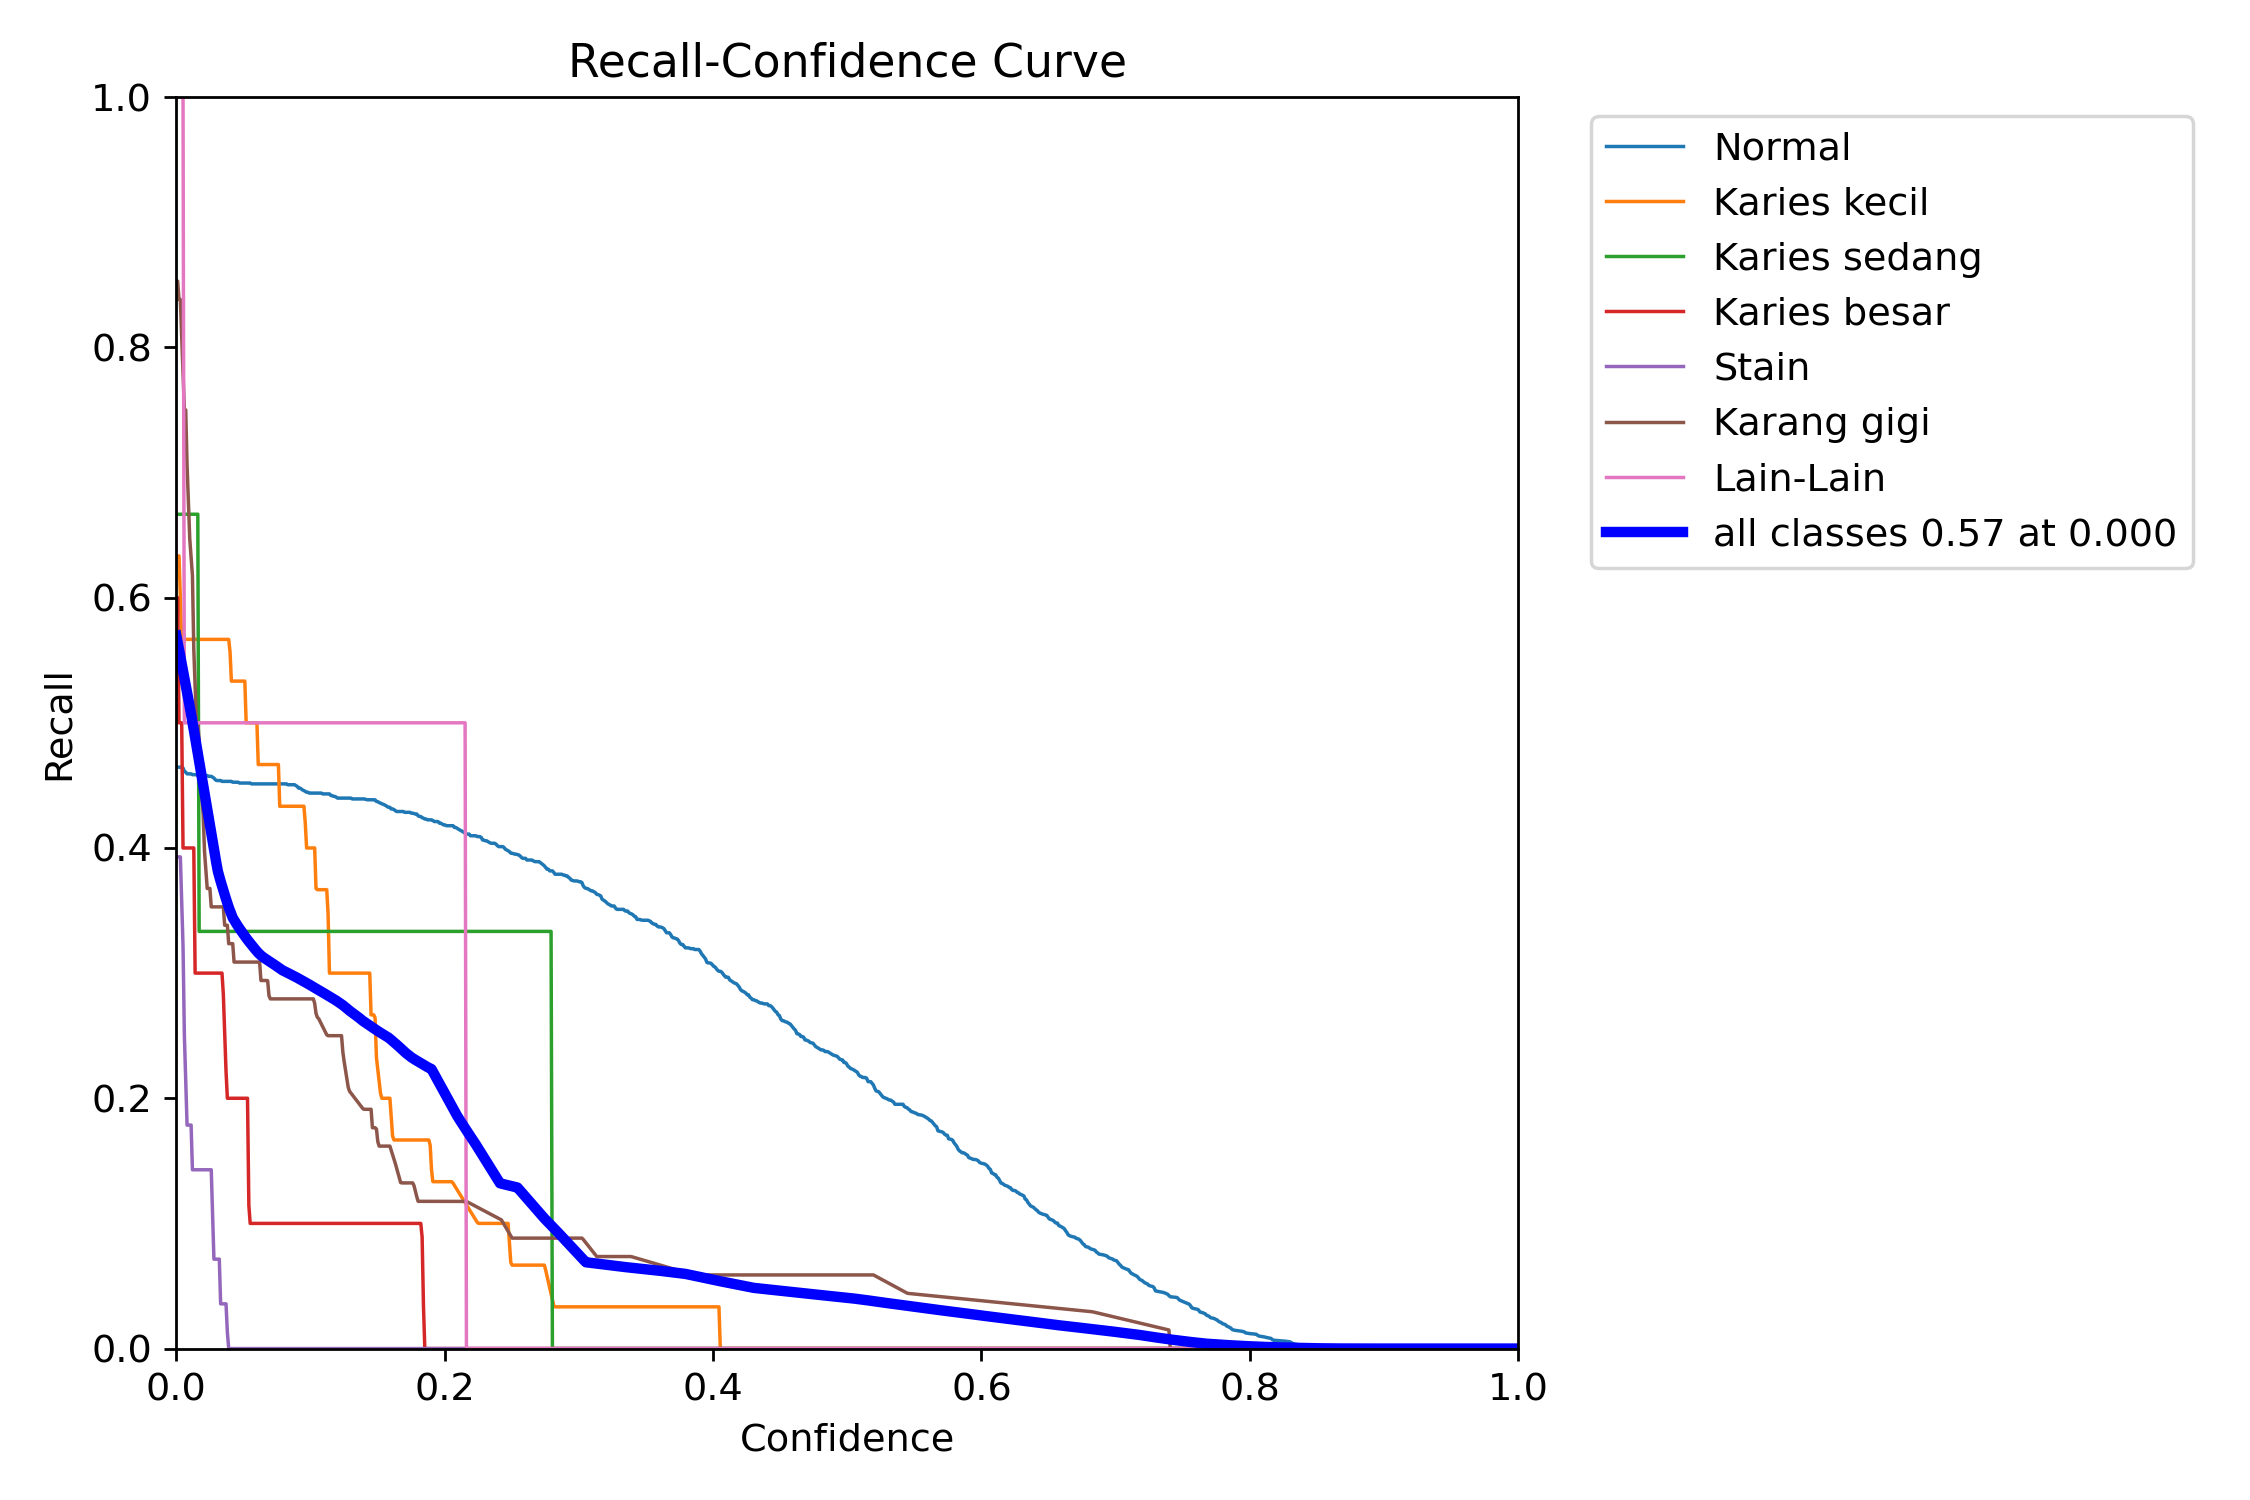 Recall-Confidence Curve
1.0
0.8
0.6
0.4
0.2
0.0
Recall
0.0 0.2 0.4 0.6 0.8 1.0
Confidence
Normal
Karies kecil
Karies sedang
Karies besar
Stain
Karang gigi
Lain-Lain
all classes 0.57 at 0.000